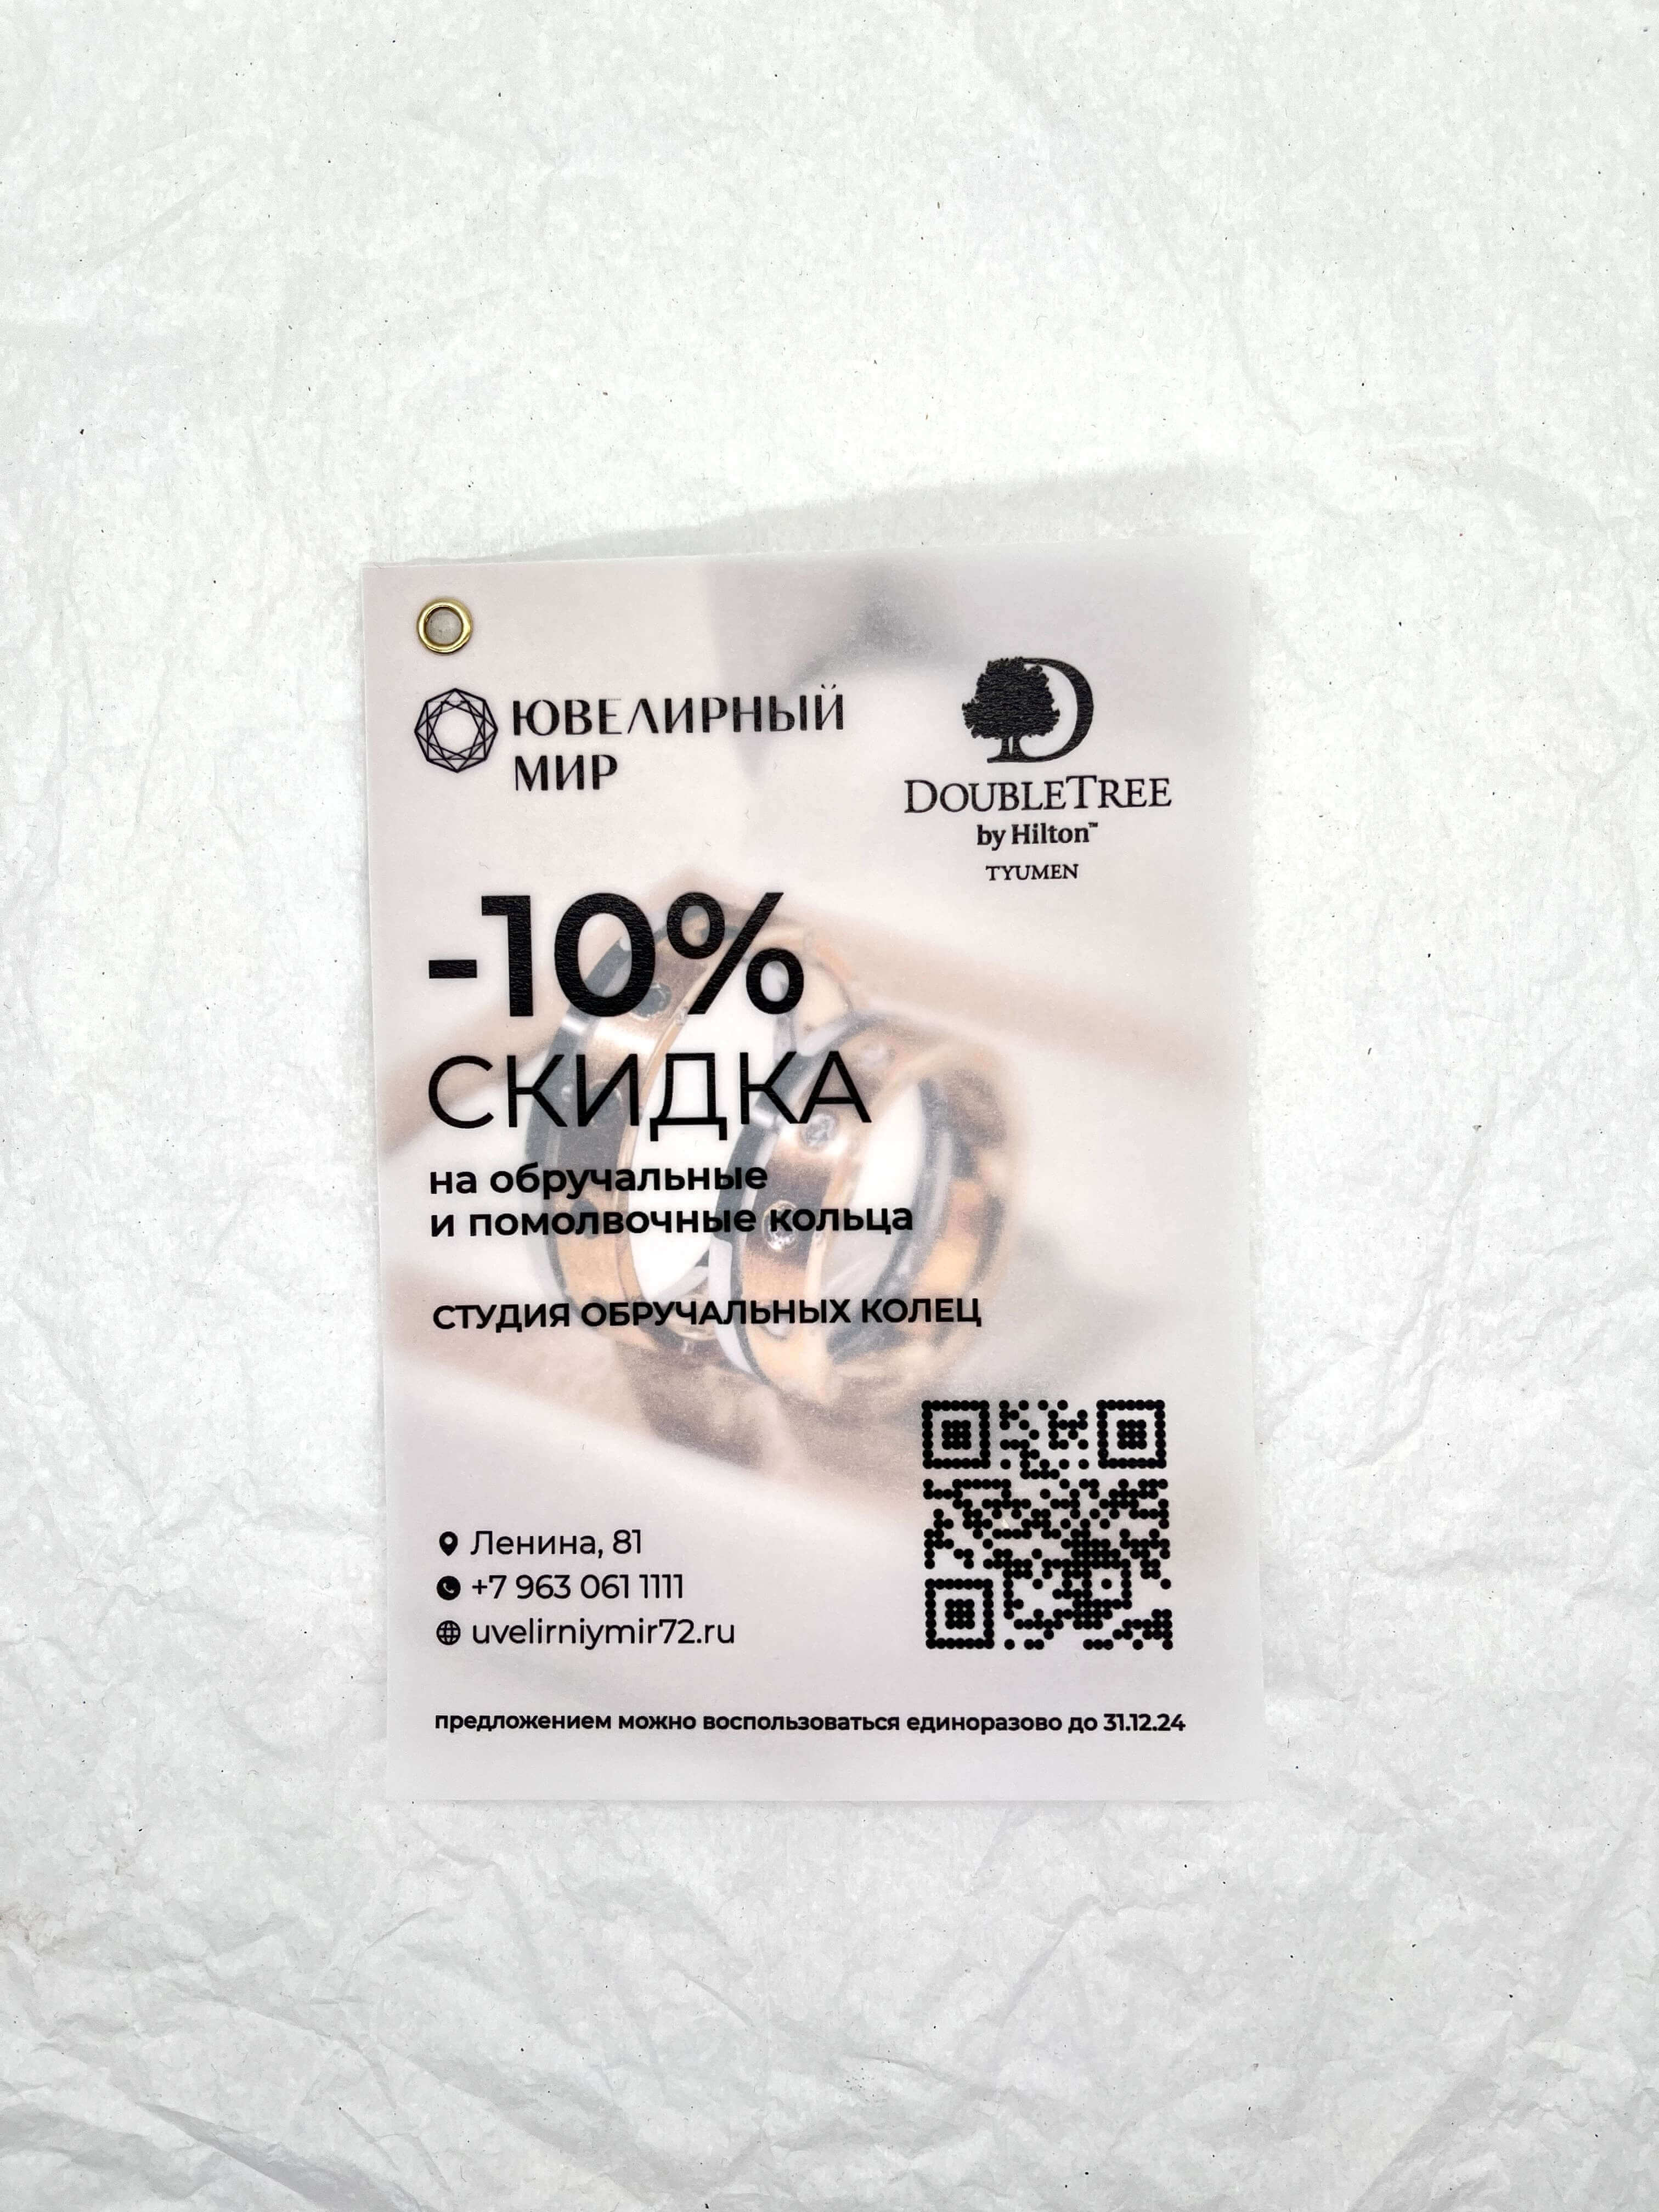 ЮВЕЛИРНЫЙ
МИР
DOUBLETREE
by Hilton™
TYUMEN
-10%
СКИДКА
на обручальные
и помолвочные кольца
СТУДИЯ ОБРУЧАЛЬНЫХ КОЛЕЦ
Ленина, 81
+7 963 061 1111
uvelirniymir72.ru
предложением можно воспользоваться единоразово до 31.12.24